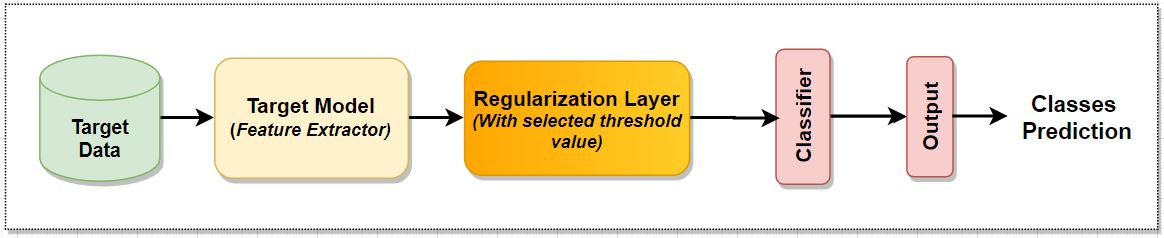 Target
Data
Target Model
(Feature Extractor)
Regularization Layer
(With selected threshold
value)
Classifier
Output
Classes
Prediction